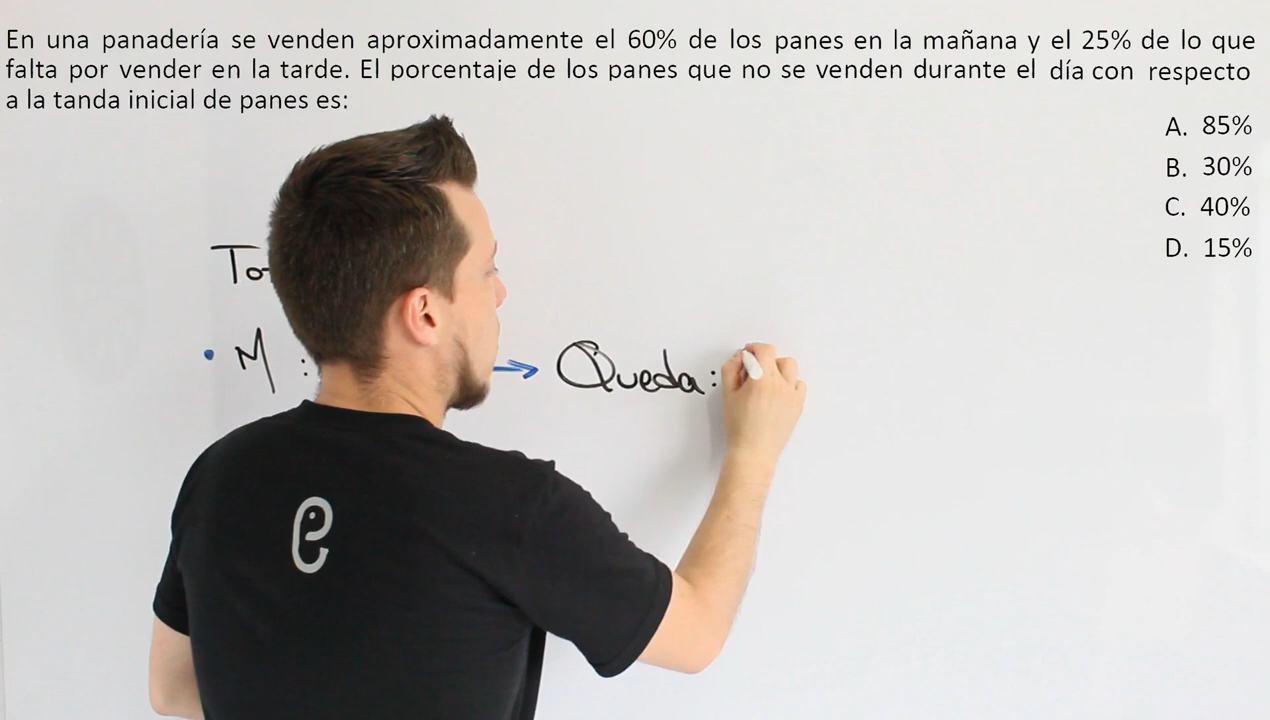 En una panadería se venden aproximadamente el 60% de los panes en la mañana y el 25% de lo que
falta por vender en la tarde. El porcentaje de los panes que no se venden durante el día con respecto
a la tanda inicial de panes es:
A. 85%
B. 30%
C. 40%
D. 15%
To
• M : Queda: